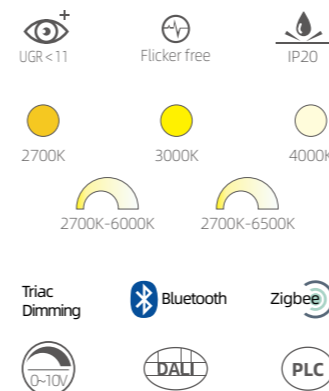 UGR<11 Flicker free IP20
2700K 3000K 4000K
2700K-6000K 2700K-6500K
Triac
Dimming
Bluetooth Zigbee
0~10V DALI PLC